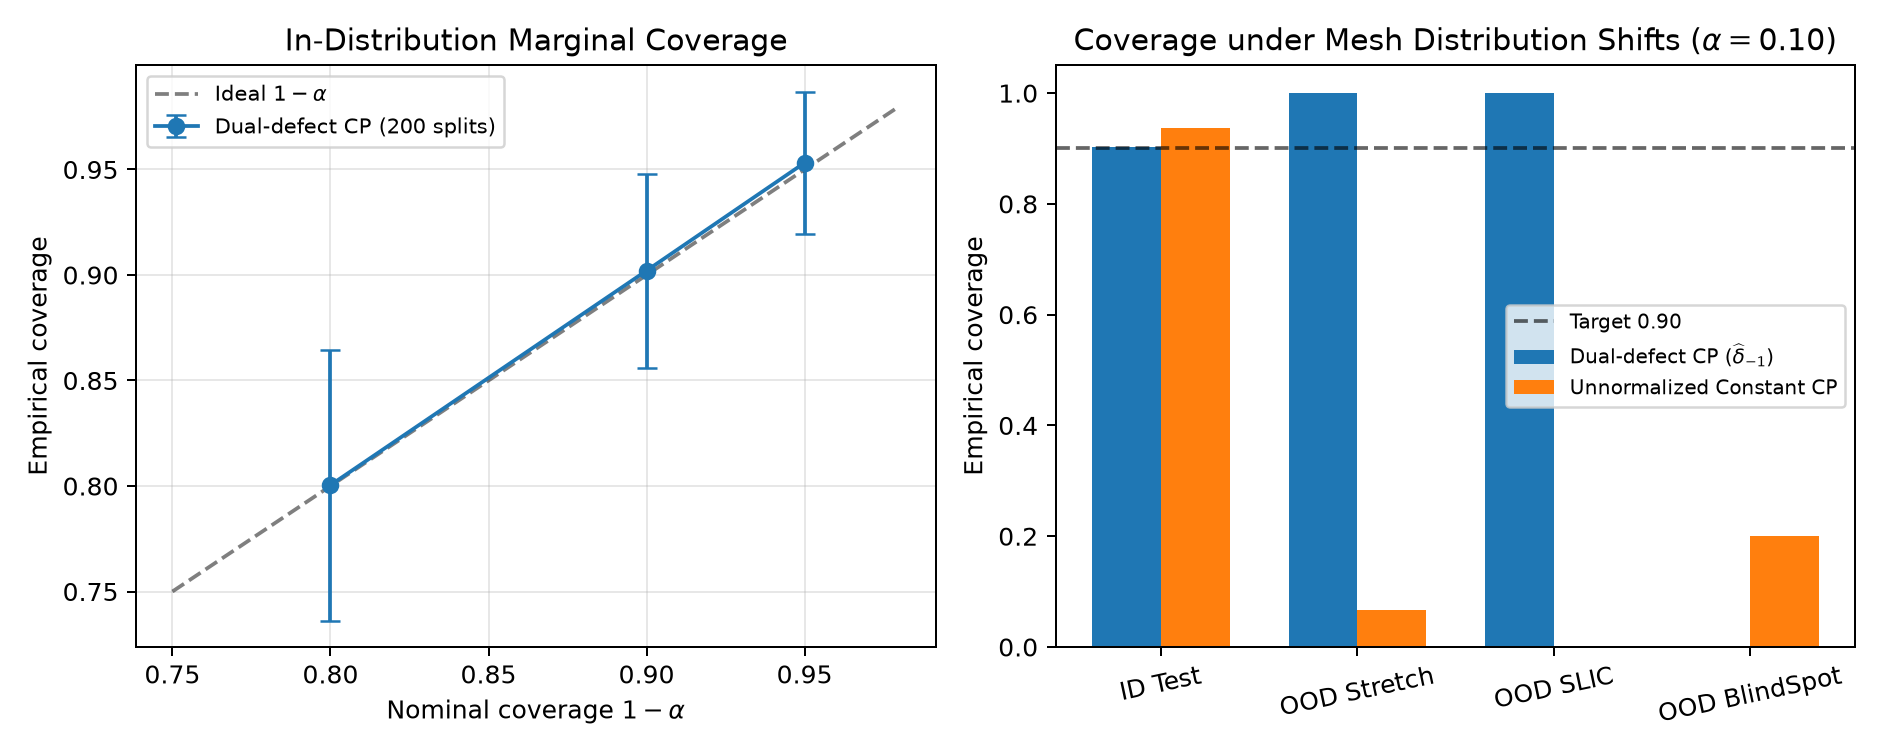 In-Distribution Marginal Coverage
Ideal 1 − α
Dual-defect CP (200 splits)
Empirical coverage
0.95
0.90
0.85
0.80
0.75
0.75
0.80
0.85
0.90
0.95
Nominal coverage 1 − α
Coverage under Mesh Distribution Shifts (α = 0.10)
Empirical coverage
1.0
0.8
0.6
0.4
0.2
0.0
Target 0.90
Dual-defect CP (δ̂₋₁)
Unnormalized Constant CP
ID Test
OOD Stretch
OOD SLIC
OOD BlindSpot